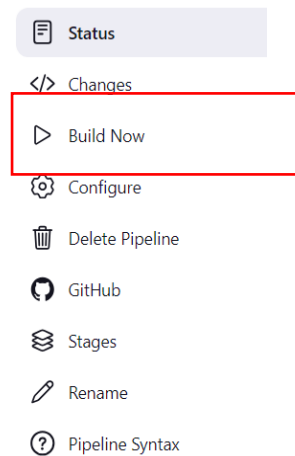 Status
Changes
Build Now
Configure
Delete Pipeline
GitHub
Stages
Rename
Pipeline Syntax